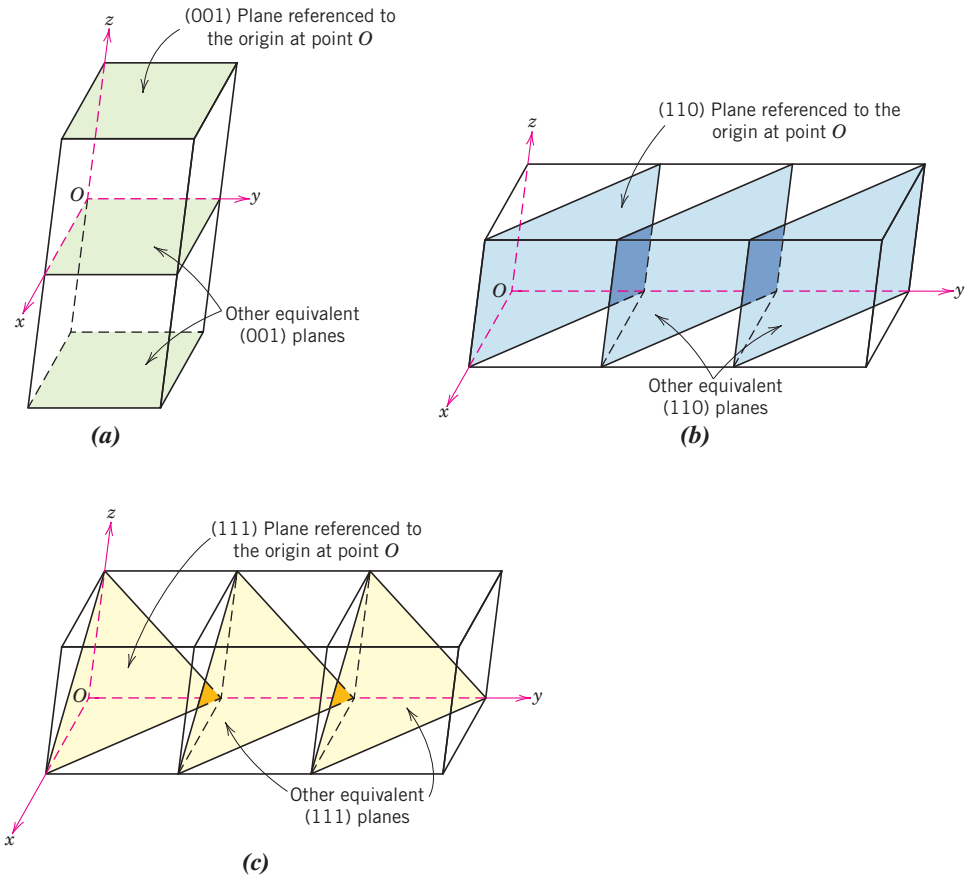 z
(001) Plane referenced to
the origin at point O
O
y
x
Other equivalent
(001) planes
(a)
z
(110) Plane referenced to the
origin at point O
O
y
x
Other equivalent
(110) planes
(b)
z
(111) Plane referenced to
the origin at point O
O
y
x
Other equivalent
(111) planes
(c)